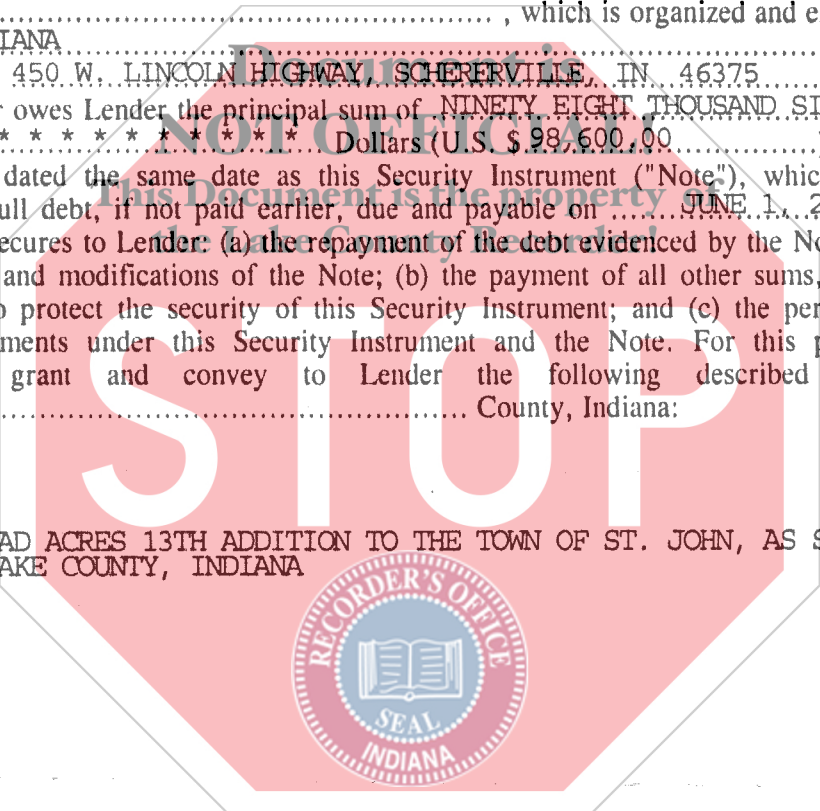 ........................................................, which is organized and e
IANA
450 W. LINCOLN HIGHWAY, SCHERERVILLE, IN 46375
r owes Lender the principal sum of NINETY EIGHT THOUSAND SI
* * * * * * * * * * * Dollars (U.S. $ 98,600.00
dated the same date as this Security Instrument ("Note"), whic
ull debt, if not paid earlier, due and payable on ...... JUNE 1, 2
ecures to Lender: (a) the repayment of the debt evidenced by the No
and modifications of the Note; (b) the payment of all other sums,
o protect the security of this Security Instrument; and (c) the per
ments under this Security Instrument and the Note. For this p
grant and convey to Lender the following described
........................................................ County, Indiana:
AD ACRES 13TH ADDITION TO THE TOWN OF ST. JOHN, AS S
AKE COUNTY, INDIANA
Document is
NOT OFFICIAL!
This Document is the property of
the Lake County Recorder!
STOP
RECORDER'S OFFICE
SEAL
INDIANA